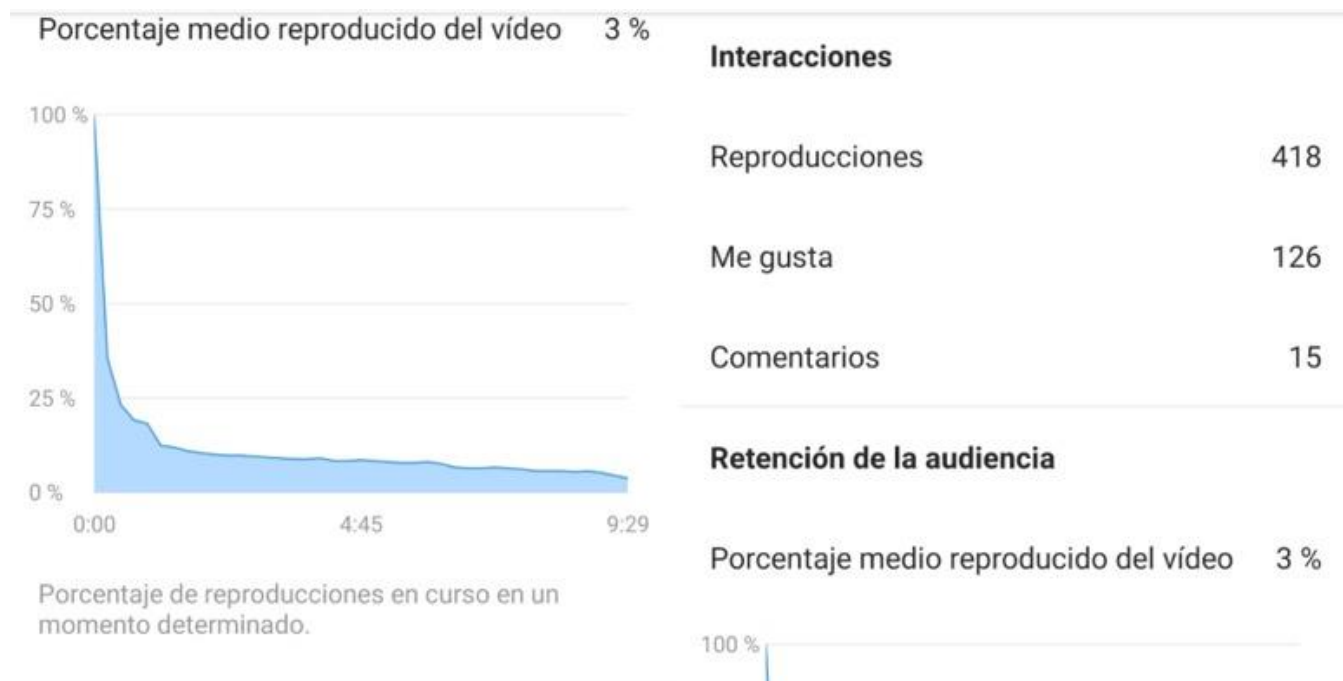 Porcentaje medio reproducido del vídeo 3 %
100 %
75 %
50 %
25 %
0 %
0:00 4:45 9:29
Porcentaje de reproducciones en curso en un
momento determinado.
Interacciones
Reproducciones 418
Me gusta 126
Comentarios 15
Retención de la audiencia
Porcentaje medio reproducido del vídeo 3 %
100 %